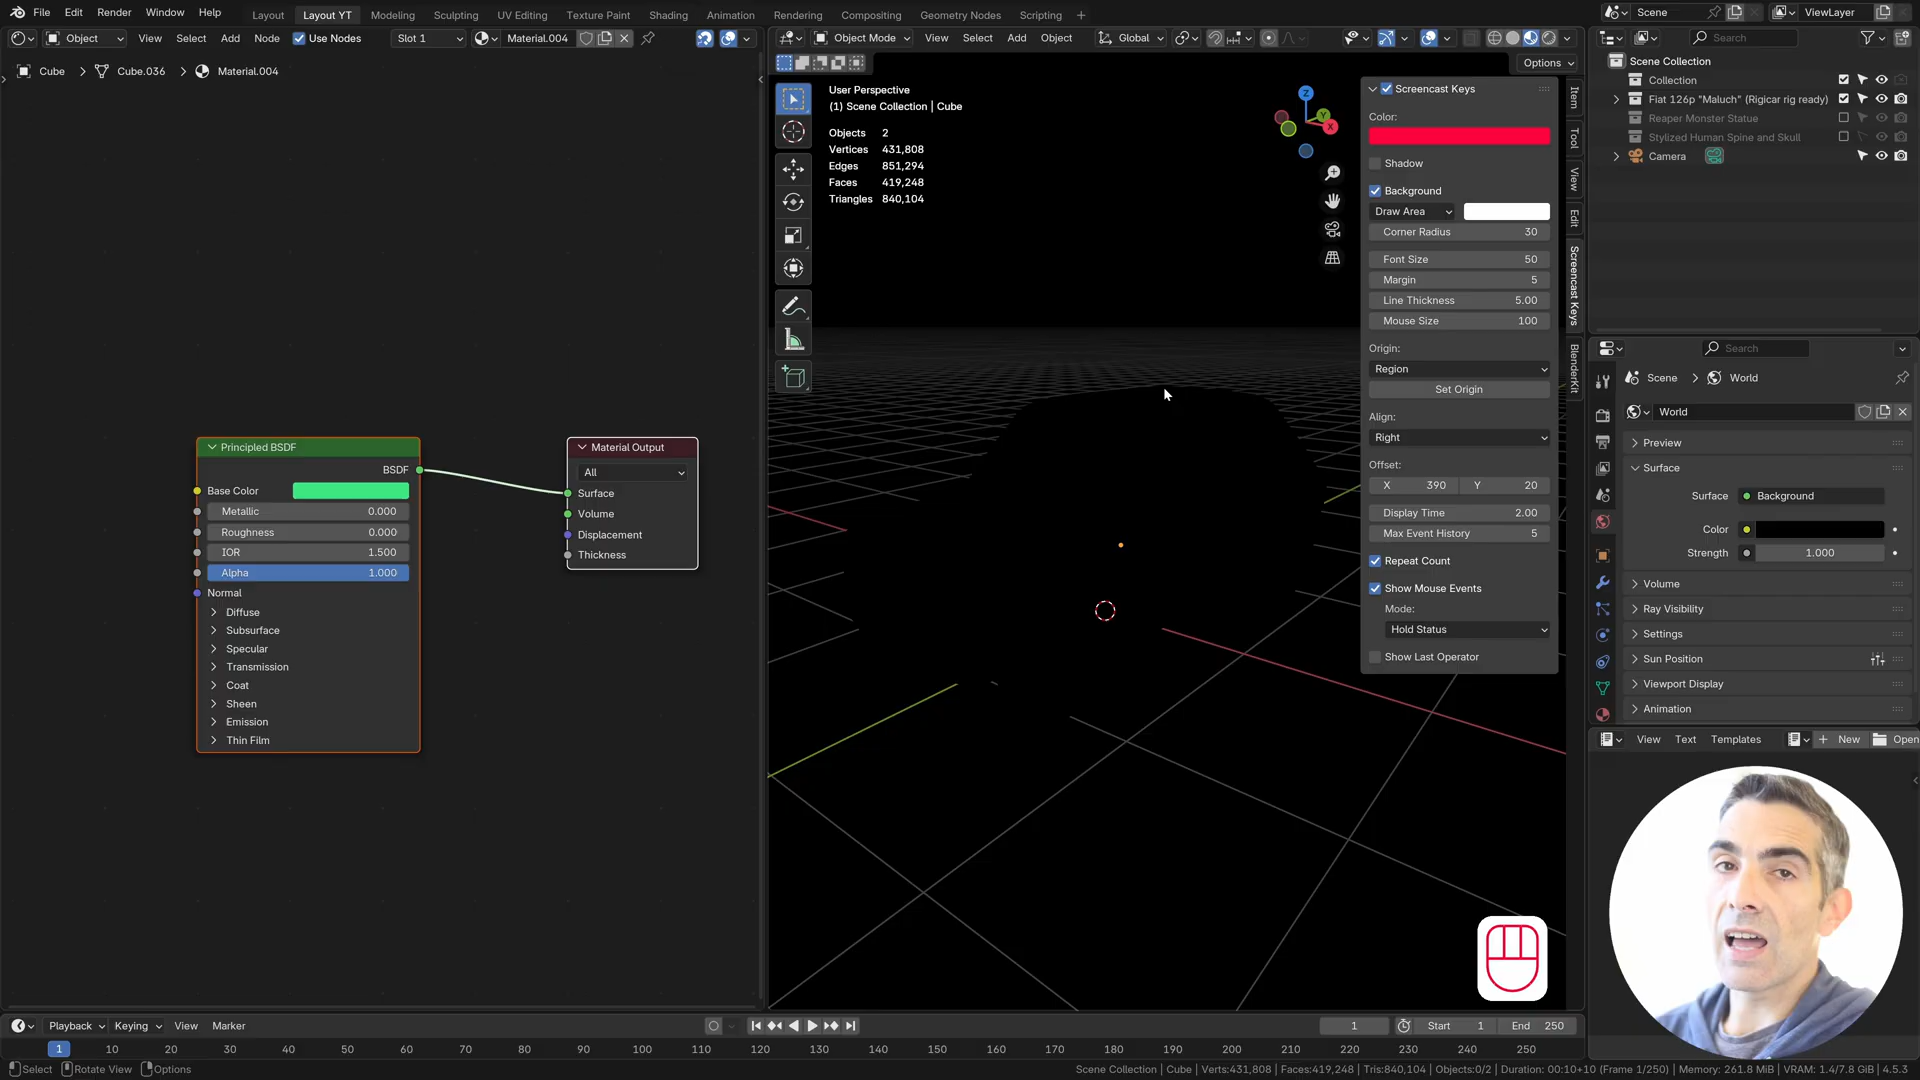 File Edit Render Window Help
Layout Layout YT Modeling Sculpting UV Editing Texture Paint Shading Animation Rendering Compositing Geometry Nodes Scripting
Scene ViewLayer
Object View Select Add Node Use Nodes Slot 1 Material.004
Object Mode View Select Add Object Global
Search
Options
Cube Cube.036 Material.004
User Perspective
(1) Scene Collection | Cube
Objects 2
Vertices 431,808
Edges 851,294
Faces 419,248
Triangles 840,104
Z
Y
X
Screencast Keys
Color:
Shadow
Background
Draw Area
Corner Radius 30
Font Size 50
Margin 5
Line Thickness 5.00
Mouse Size 100
Origin:
Region
Set Origin
Align:
Right
Offset:
X 390 Y 20
Display Time 2.00
Max Event History 5
Repeat Count
Show Mouse Events
Mode:
Hold Status
Show Last Operator
Item
Tool
View
Edit
Screencast Keys
BlenderKit
Scene Collection
Collection
Fiat 126p "Maluch" (Rigicar rig ready)
Reaper Monster Statue
Stylized Human Spine and Skull
Camera
Search
Scene World
World
Preview
Surface
Surface Background
Color
Strength 1.000
Volume
Ray Visibility
Settings
Sun Position
Viewport Display
Animation
View Text Templates New Open
Principled BSDF
BSDF
Base Color
Metallic 0.000
Roughness 0.000
IOR 1.500
Alpha 1.000
Normal
Diffuse
Subsurface
Specular
Transmission
Coat
Sheen
Emission
Thin Film
Material Output
All
Surface
Volume
Displacement
Thickness
Playback Keying View Marker
1 Start 1 End 250
1 10 20 30 40 50 60 70 80 90 100 110 120 130 140 150 160 170 180 190 200 210 220 230 240 250
Select Rotate View Options
Scene Collection | Cube | Verts:431,808 | Faces:419,248 | Tris:840,104 | Objects:0/2 | Duration: 00:10+10 (Frame 1/250) | Memory: 261.8 MiB | VRAM: 1.4/7.8 GiB | 4.5.3